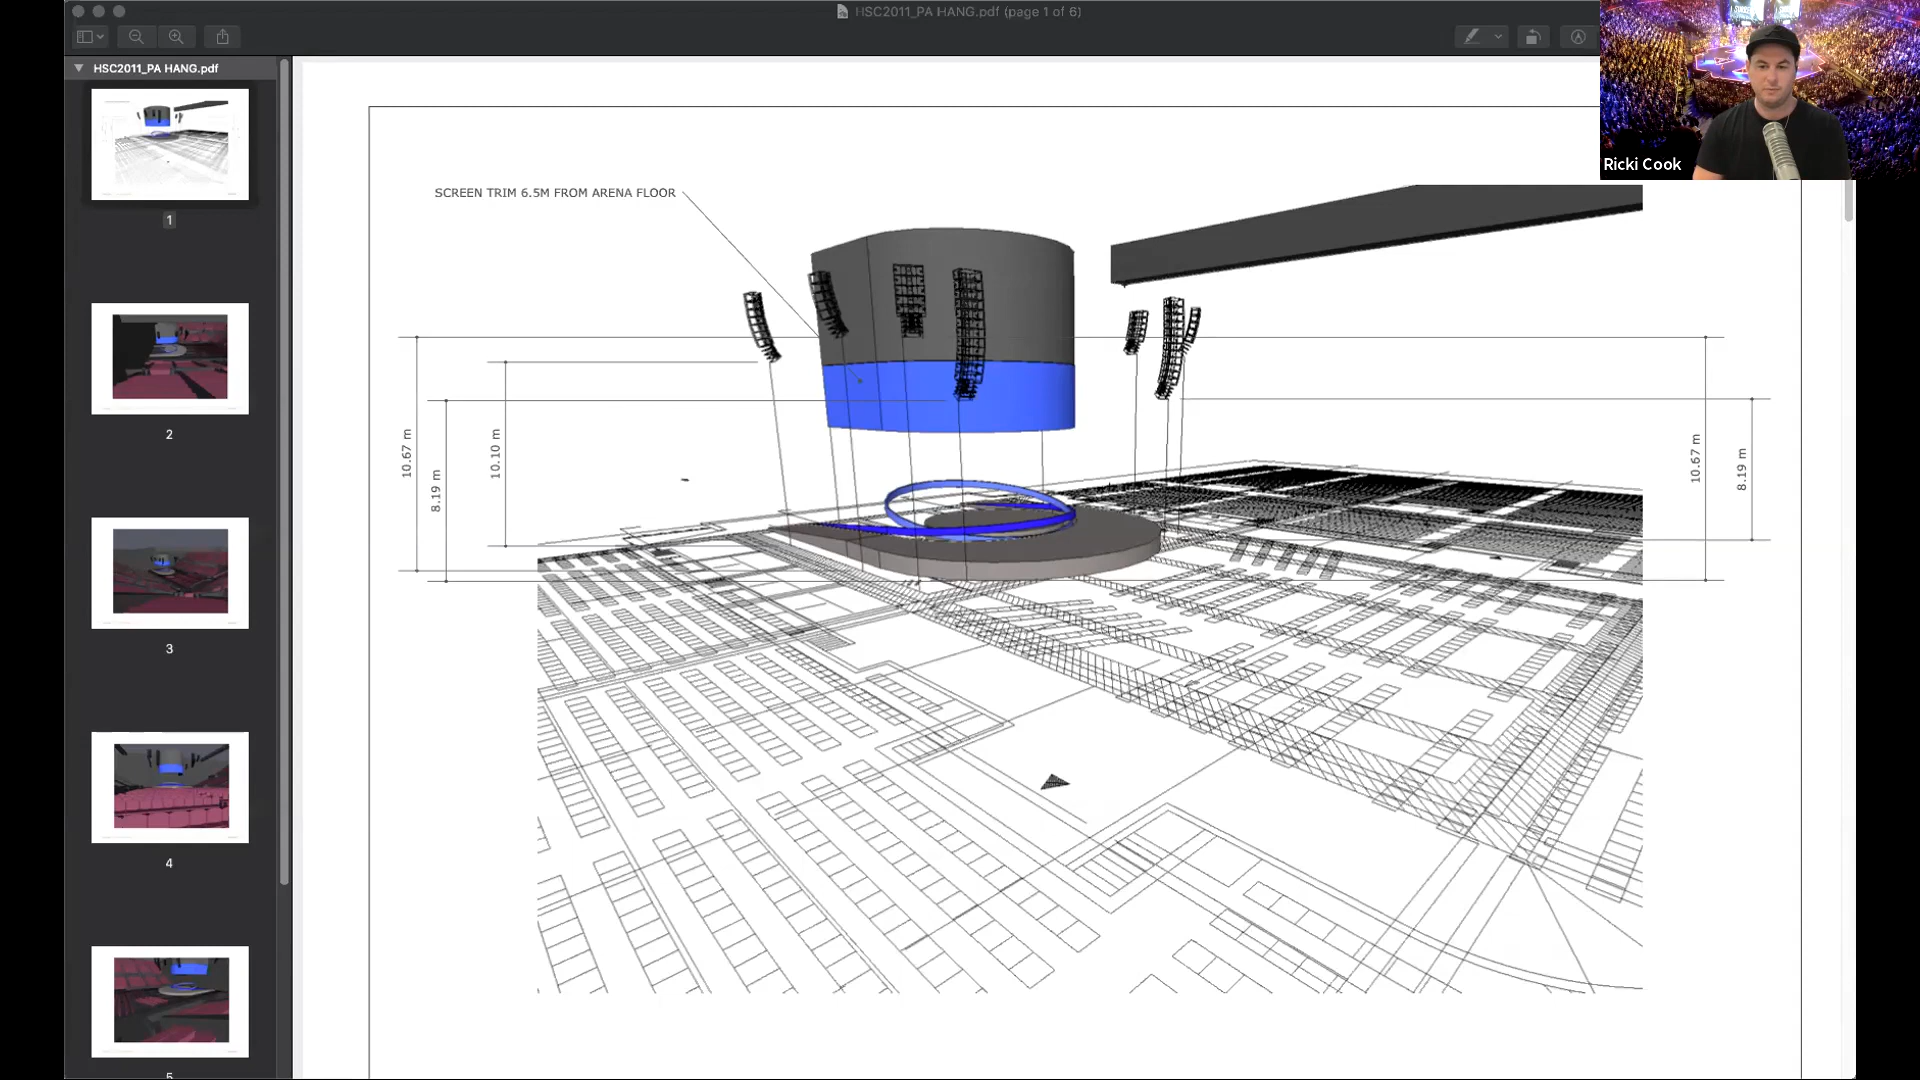 HSC2011_PA HANG.pdf (page 1 of 6)
HSC2011_PA HANG.pdf
1
2
3
4
5
SCREEN TRIM 6.5M FROM ARENA FLOOR
10.67 m
8.19 m
10.10 m
10.67 m
8.19 m
Ricki Cook